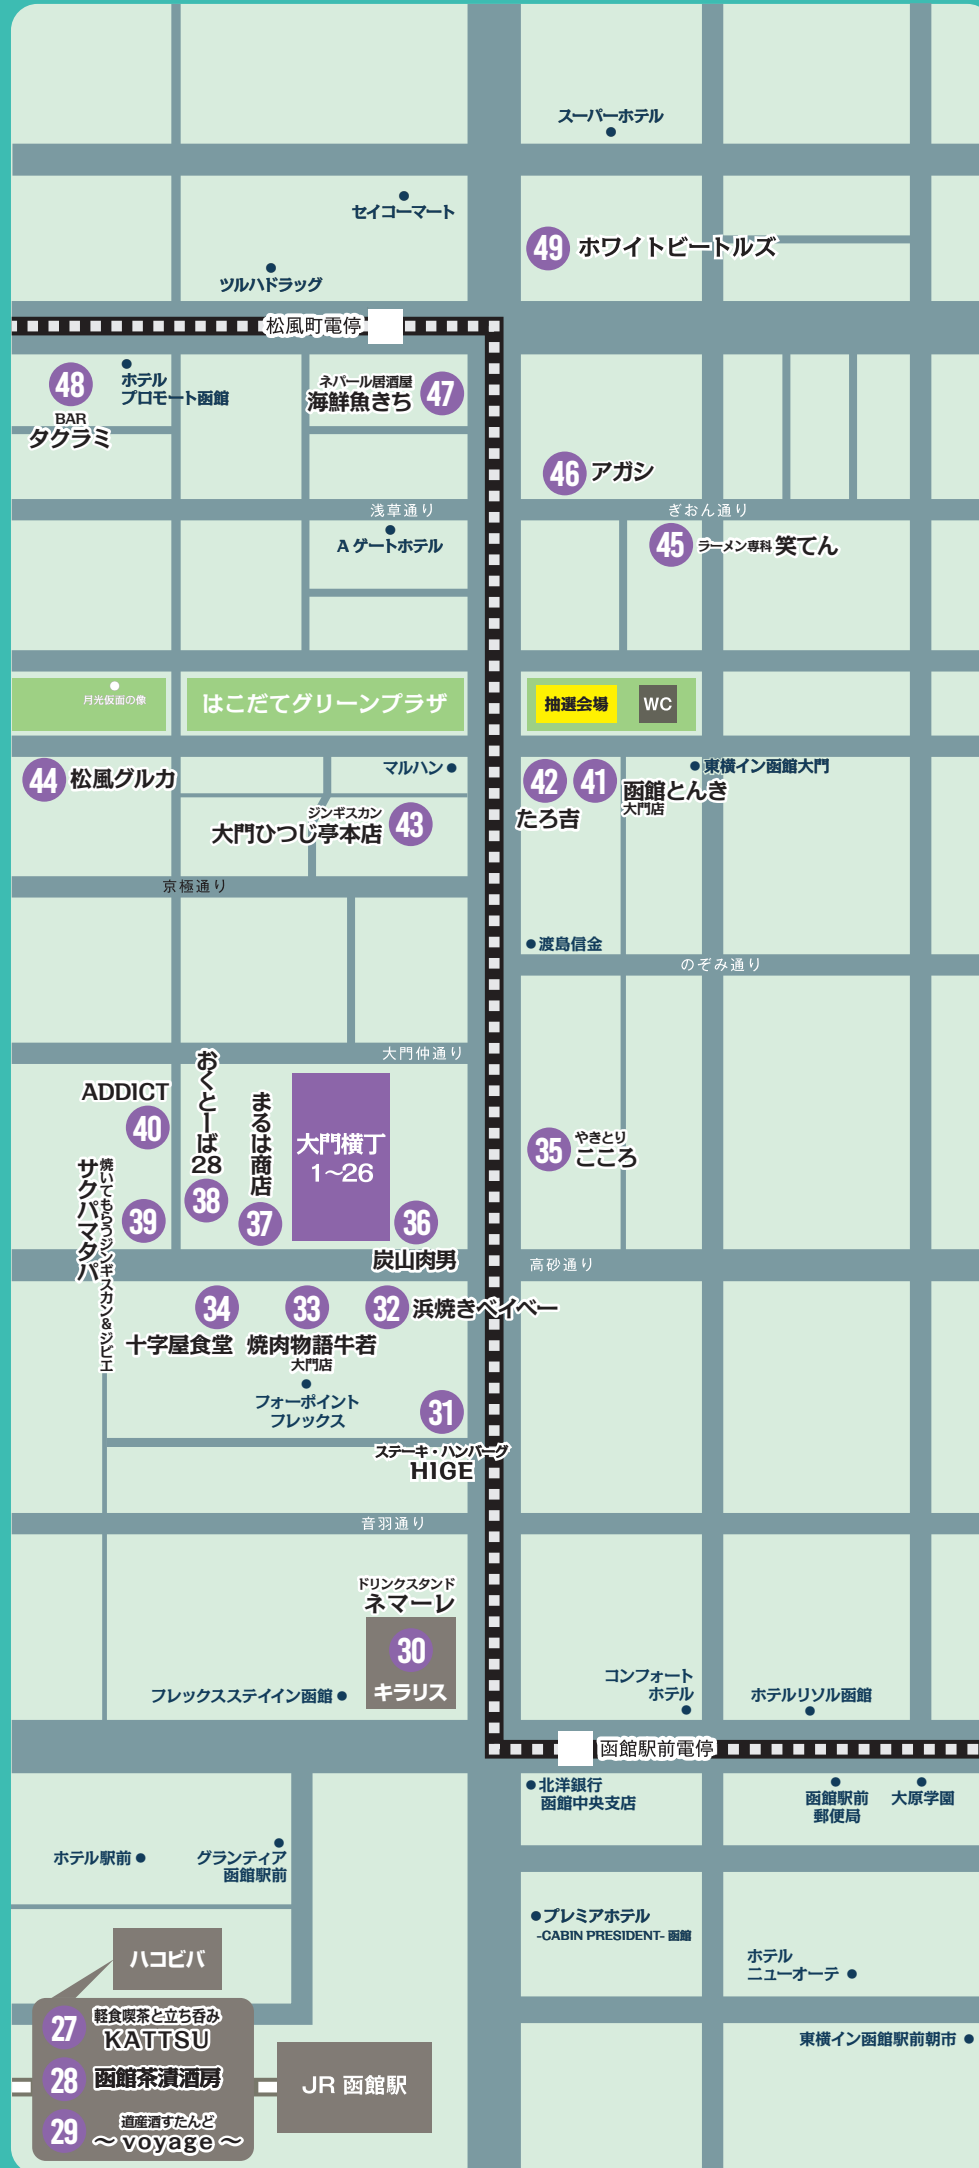 スーパーホテル
セイコーマート
49 ホワイトビートルズ
ツルハドラッグ
松風町電停
48
BAR
タクラミ
ホテル
プロモート函館
ネパール居酒屋
海鮮魚きち
47
46 アガシ
浅草通り
ぎおん通り
A ゲートホテル
45 ラーメン専科 笑てん
月光仮面の像
はこだてグリーンプラザ
抽選会場
WC
44 松風グルカ
マルハン
42
たろ吉
41
函館とんき
大門店
東横イン函館大門
ジンギスカン
大門ひつじ亭本店
43
京極通り
渡島信金
のぞみ通り
大門仲通り
ADDICT
40
おくとーば28
38
まるは商店
37
大門横丁
1～26
35
やきとり
こころ
焼いてもらうジンギスカン&ジビエ
サクパマタパ
39
36
炭山肉男
高砂通り
34
十字屋食堂
33
焼肉物語牛若
大門店
32 浜焼きベイベー
フォーポイント
フレックス
31
ステーキ・ハンバーグ
HIGE
音羽通り
ドリンクスタンド
ネマーレ
30
キラリス
フレックスステイイン函館
コンフォート
ホテル
ホテルリソル函館
函館駅前電停
北洋銀行
函館中央支店
函館駅前
郵便局
大原学園
ホテル駅前
グランティア
函館駅前
プレミアホテル
-CABIN PRESIDENT- 函館
ハコビバ
ホテル
ニューオーテ
27
軽食喫茶と立ち呑み
KATTSU
28 函館茶漬酒房
29
道産酒すたんど
～ voyage ～
JR 函館駅
東横イン函館駅前朝市